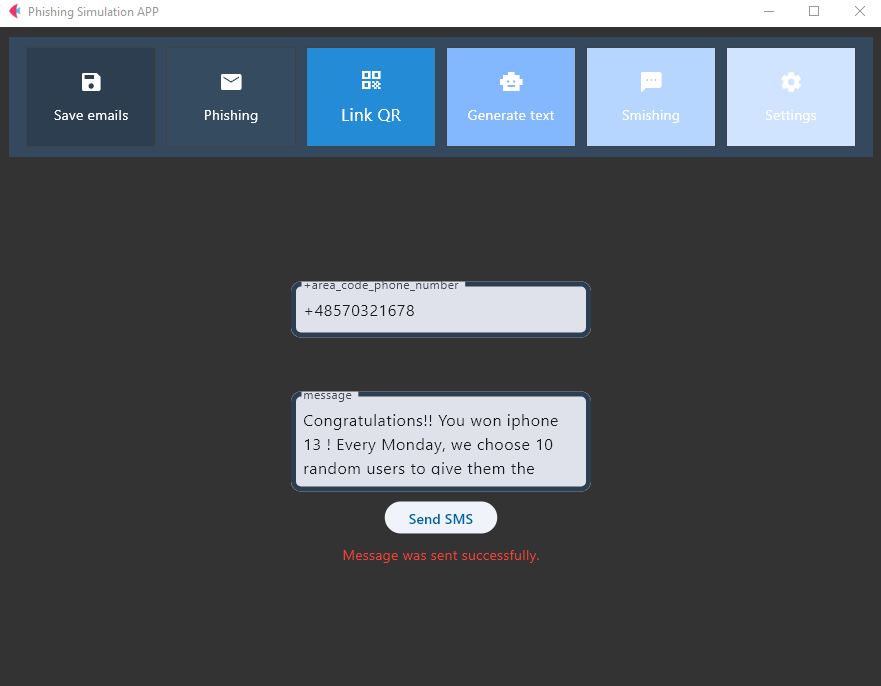 Phishing Simulation APP
Save emails
Phishing
Link QR
Generate text
Smishing
Settings
+area_code_phone_number
+48570321678
message
Congratulations!! You won iphone
13 ! Every Monday, we choose 10
random users to give them the
Send SMS
Message was sent successfully.